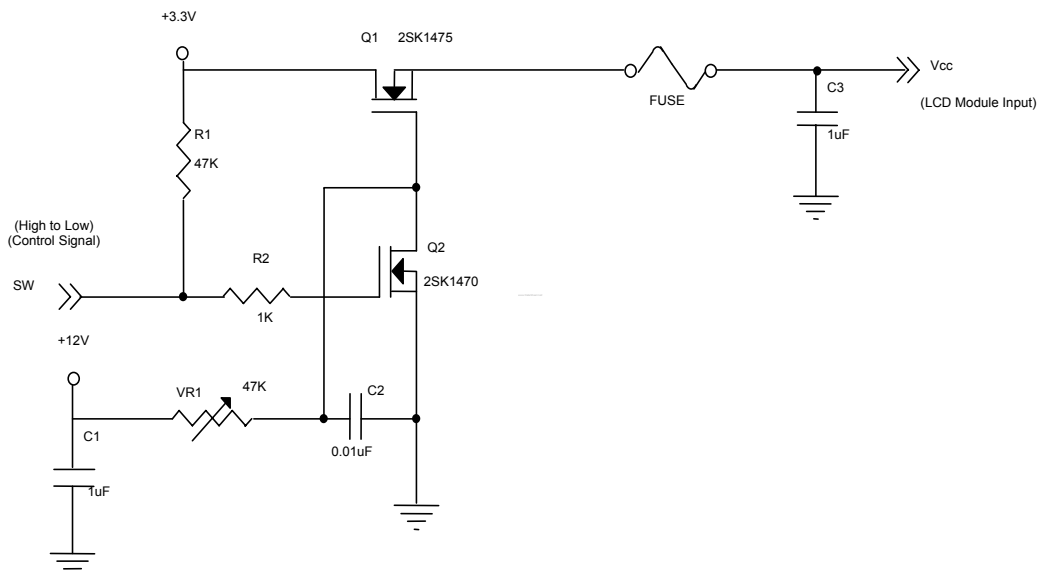 +3.3V
Q1 2SK1475
Vcc
(LCD Module Input)
FUSE
C3
1uF
R1
47K
(High to Low)
(Control Signal)
SW
R2
1K
Q2
2SK1470
+12V
VR1
47K
C2
0.01uF
C1
1uF